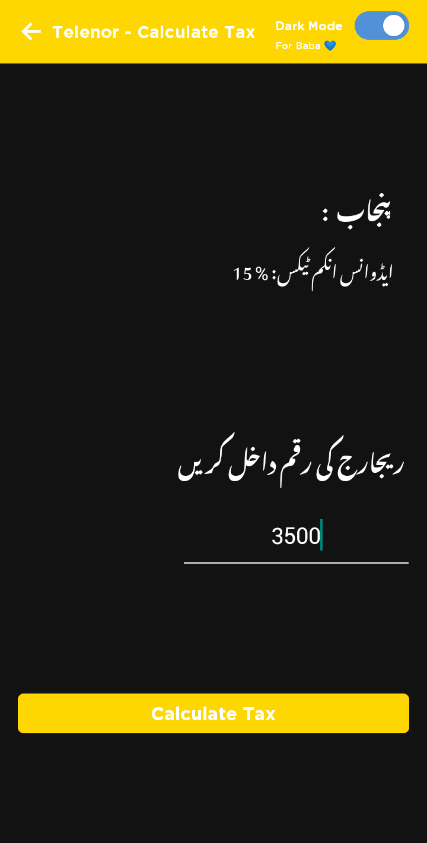 Telenor - Calculate Tax
Dark Mode
For Baba 💙
پنجاب :
ایڈوانس انکم ٹیکس: % 15
ریچارج کی رقم داخل کریں
3500
Calculate Tax